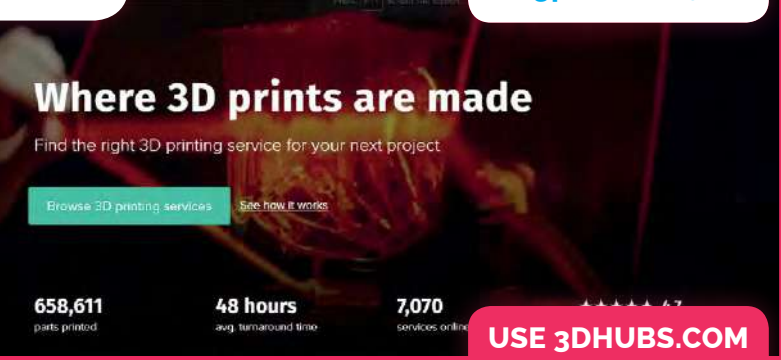 Where 3D prints are made
Find the right 3D printing service for your next project
Browse 3D printing services
See how it works
658,611
parts printed
48 hours
avg. turnaround time
7,070
services online
USE 3DHUBS.COM